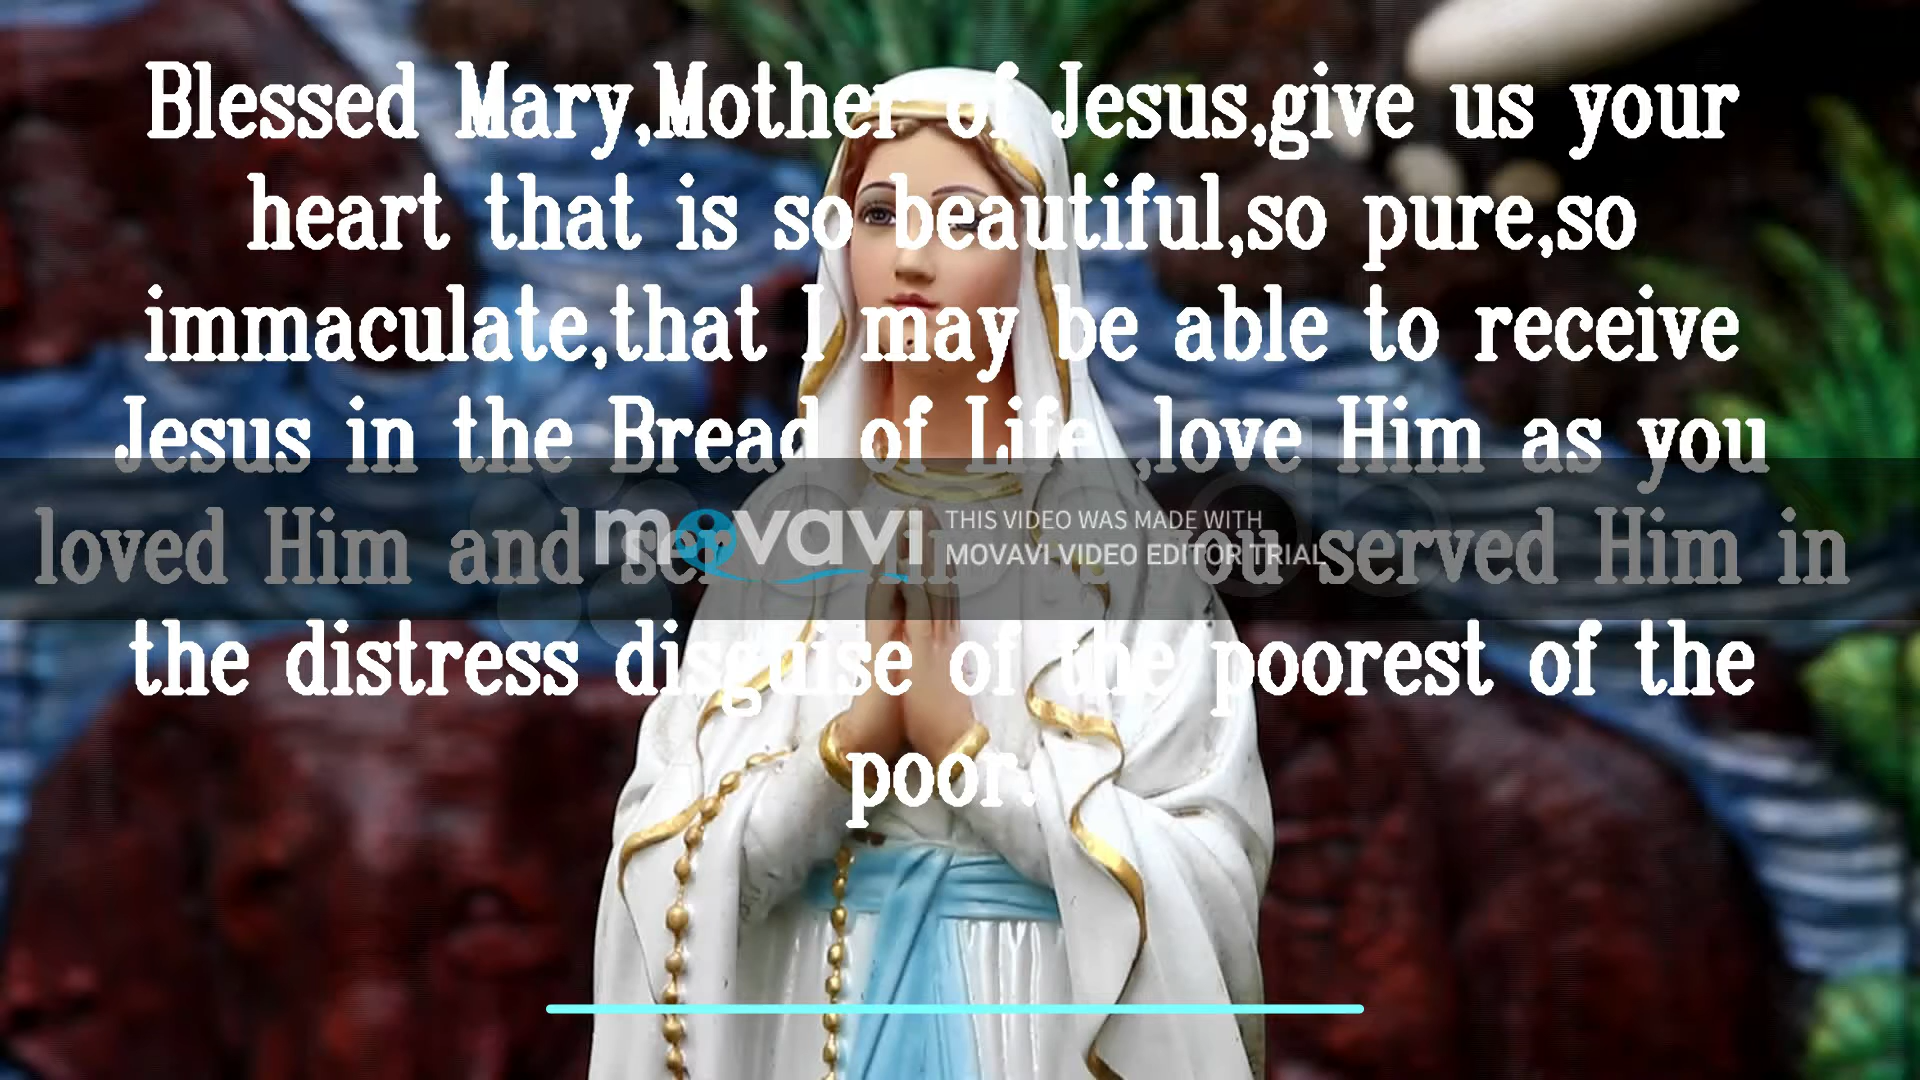 Blessed Mary,Mother of Jesus,give us your
heart that is so beautiful,so pure,so
immaculate,that I may be able to receive
Jesus in the Bread of Life ,love Him as you
loved Him and you served Him in
movavi THIS VIDEO WAS MADE WITH
MOVAVI VIDEO EDITOR TRIAL
the distress disguise of the poorest of the
poor.